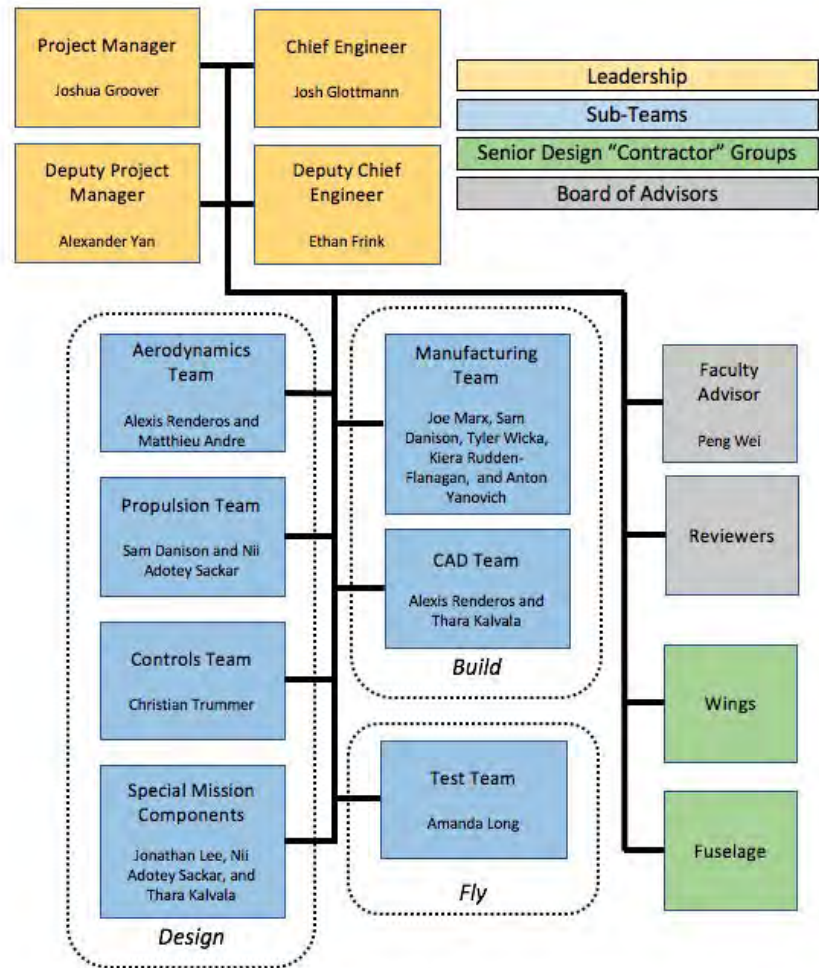 Project Manager
Joshua Groover
Chief Engineer
Josh Glottmann
Deputy Project
Manager
Alexander Yan
Deputy Chief
Engineer
Ethan Frink
Leadership
Sub-Teams
Senior Design "Contractor" Groups
Board of Advisors
Aerodynamics
Team
Alexis Renderos and
Matthieu Andre
Propulsion Team
Sam Danison and Nii
Adotey Sackar
Controls Team
Christian Trummer
Special Mission
Components
Jonathan Lee, Nii
Adotey Sackar, and
Thara Kalvala
Design
Manufacturing
Team
Joe Marx, Sam
Danison, Tyler Wicka,
Kiera Rudden-
Flanagan, and Anton
Yanovich
CAD Team
Alexis Renderos and
Thara Kalvala
Build
Test Team
Amanda Long
Fly
Faculty
Advisor
Peng Wei
Reviewers
Wings
Fuselage